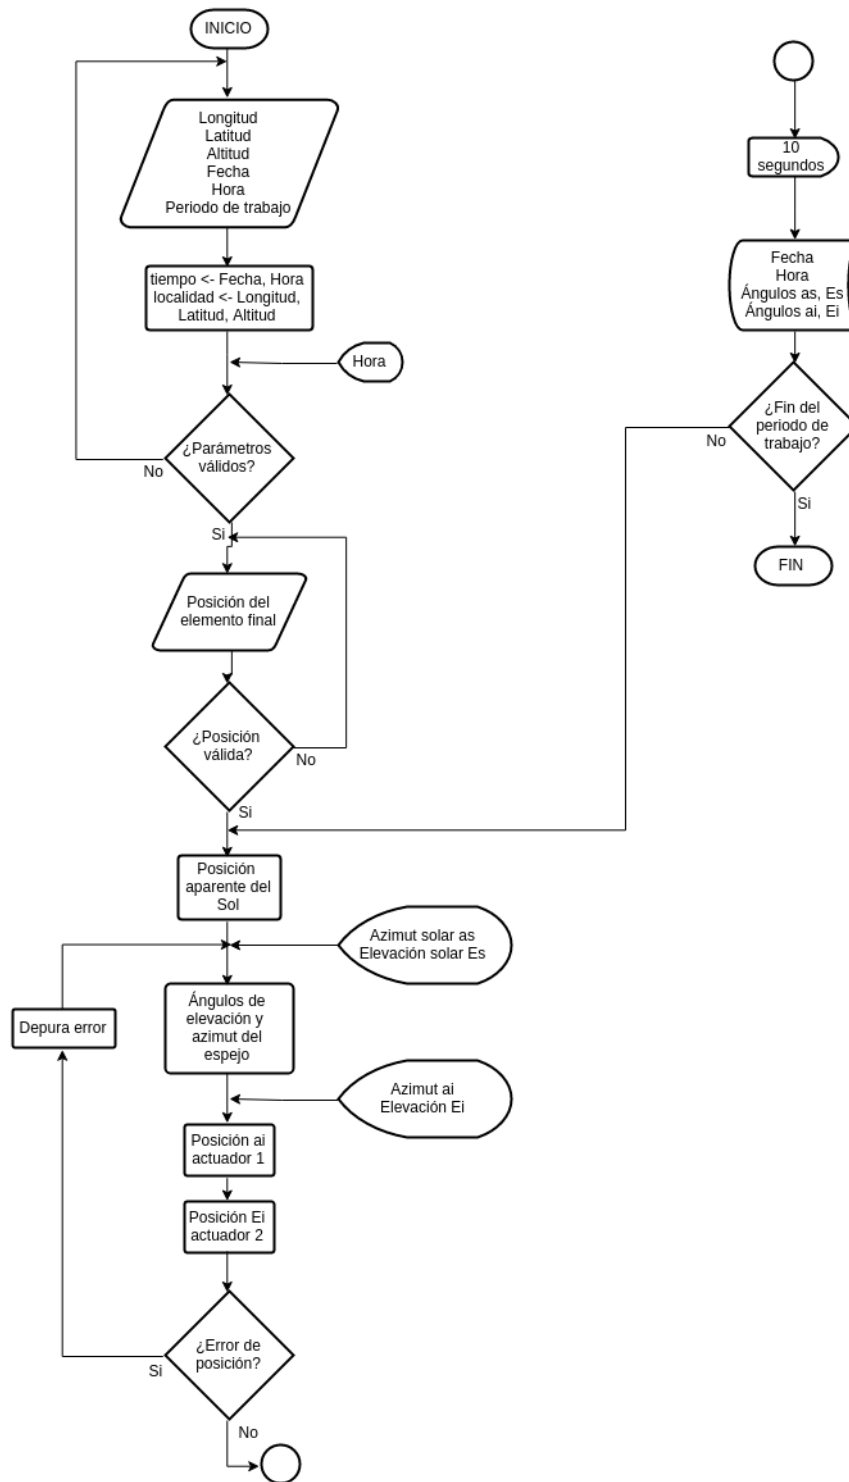 INICIO
Longitud
Latitud
Altitud
Fecha
Hora
Periodo de trabajo
tiempo <- Fecha, Hora
localidad <- Longitud,
Latitud, Altitud
Hora
¿Parámetros
válidos?
No
Si
Posición del
elemento final
¿Posición
válida?
No
Si
Posición
aparente del
Sol
Azimut solar as
Elevación solar Es
Depura error
Ángulos de
elevación y
azimut del
espejo
Azimut ai
Elevación Ei
Posición ai
actuador 1
Posición Ei
actuador 2
¿Error de
posición?
Si
No
10
segundos
Fecha
Hora
Ángulos as, Es
Ángulos ai, Ei
¿Fin del
periodo de
trabajo?
No
Si
FIN